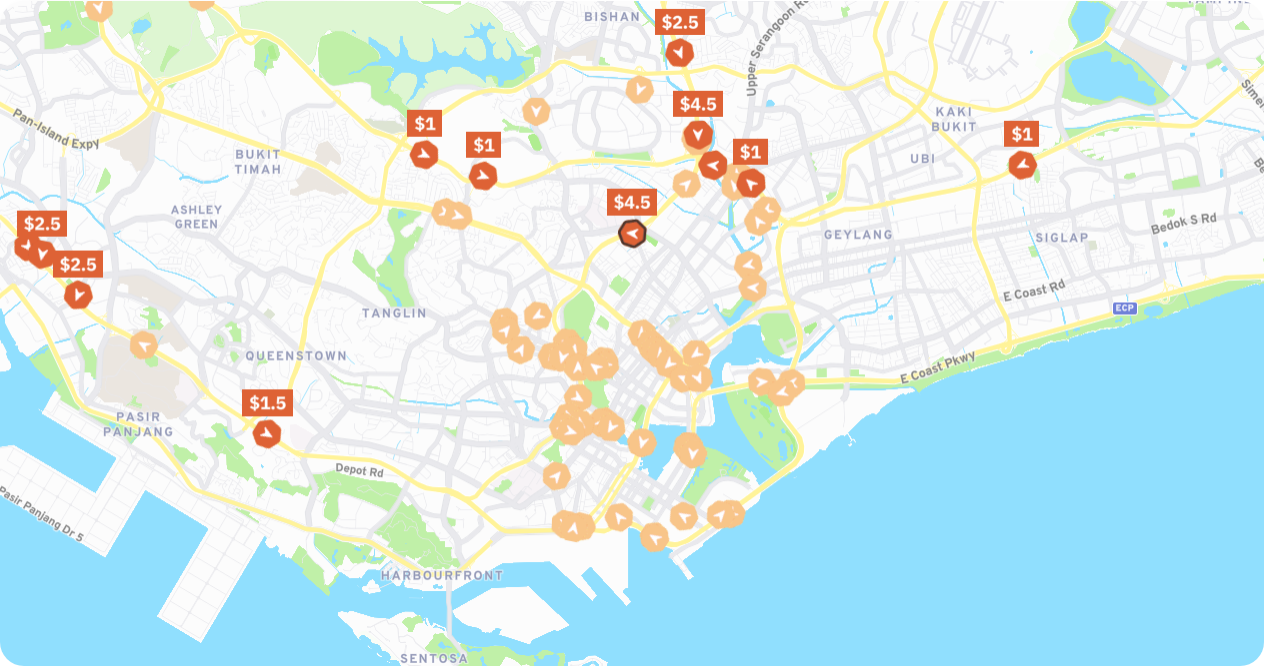 BISHAN
$2.5
Upper Serangoon R
$4.5
KAKI
BUKIT
Pan-Island Expy
$1
$1
$1
$1
BUKIT
TIMAH
UBI
ASHLEY
GREEN
$4.5
$2.5
GEYLANG
SIGLAP
Bedok S Rd
$2.5
E Coast Rd
ECP
TANGLIN
QUEENSTOWN
E Coast Pkwy
$1.5
PASIR
PANJANG
Depot Rd
Pasir Panjang Dr 5
HARBOURFRONT
SENTOSA